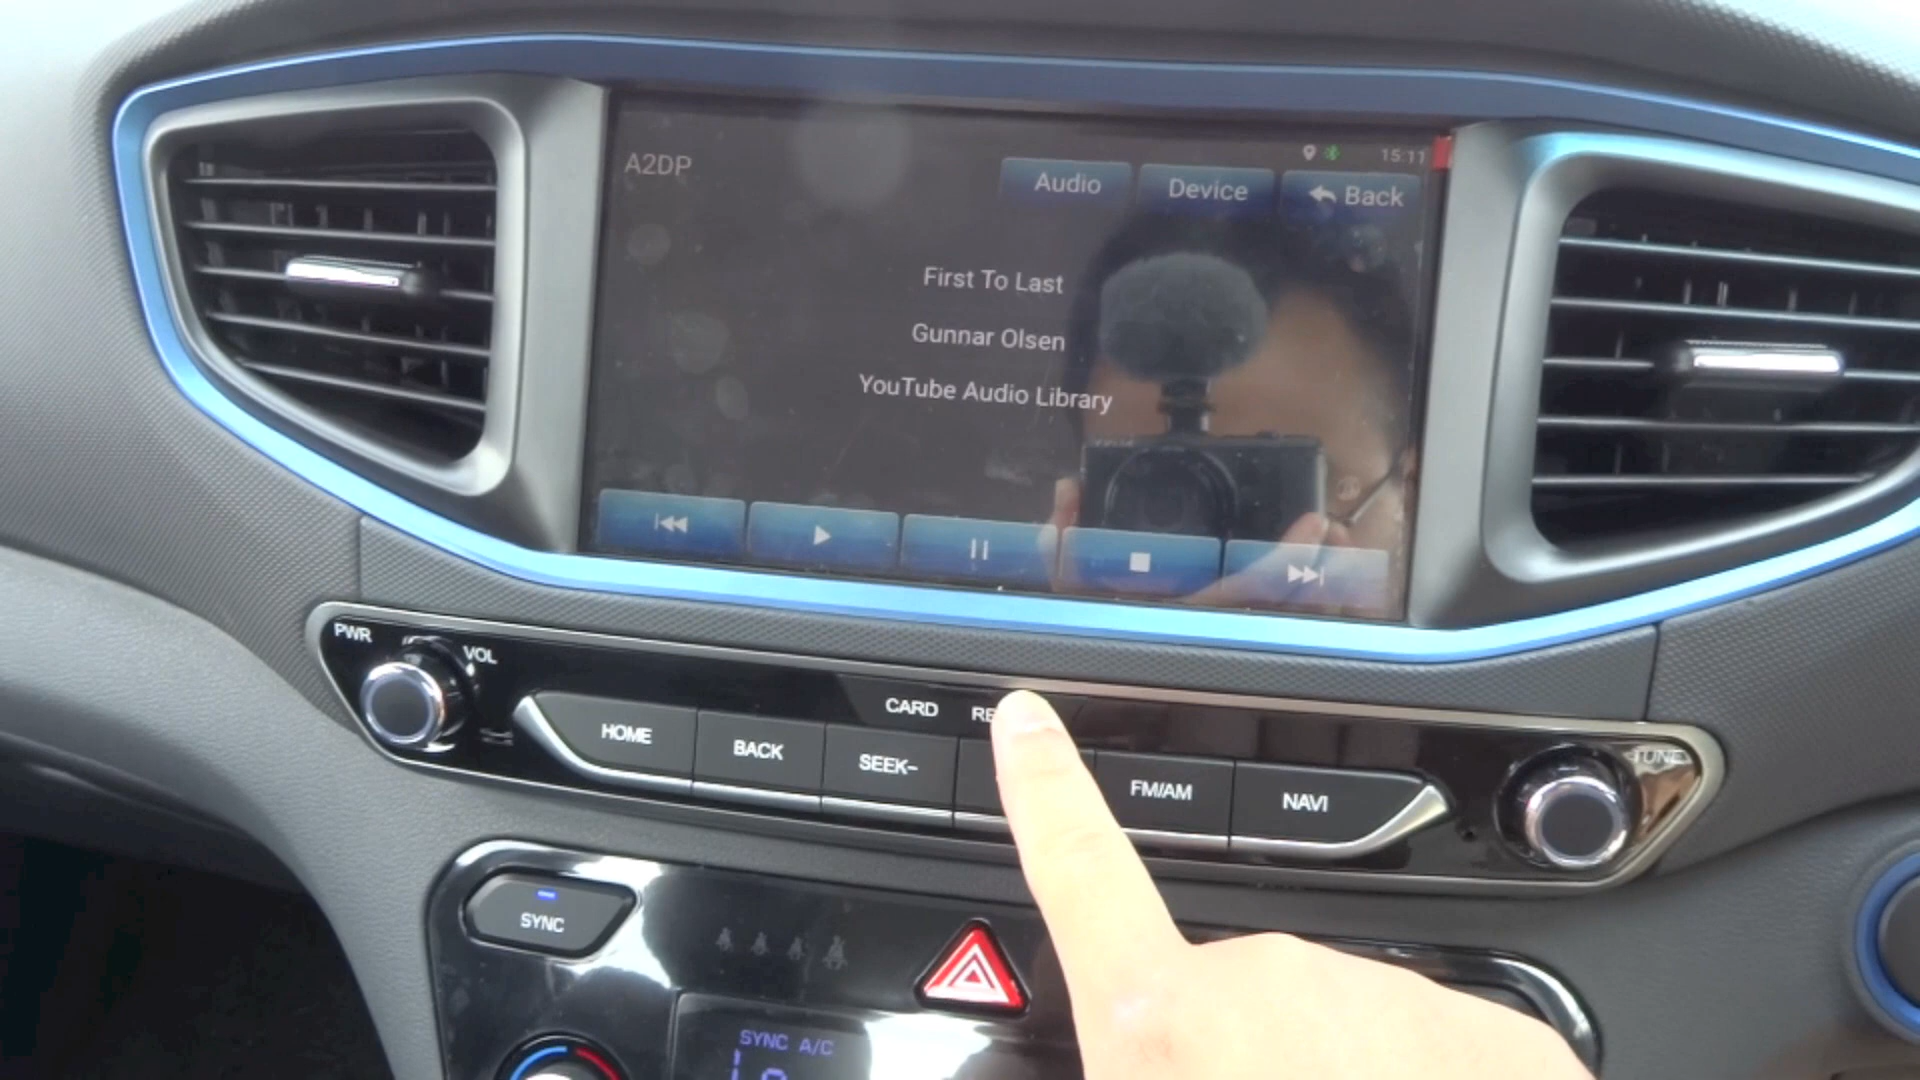 A2DP
15:11
Audio
Device
Back
First To Last
Gunnar Olsen
YouTube Audio Library
PWR
VOL
CARD
TUNE
HOME
BACK
SEEK-
FM/AM
NAVI
SYNC
SYNC A/C